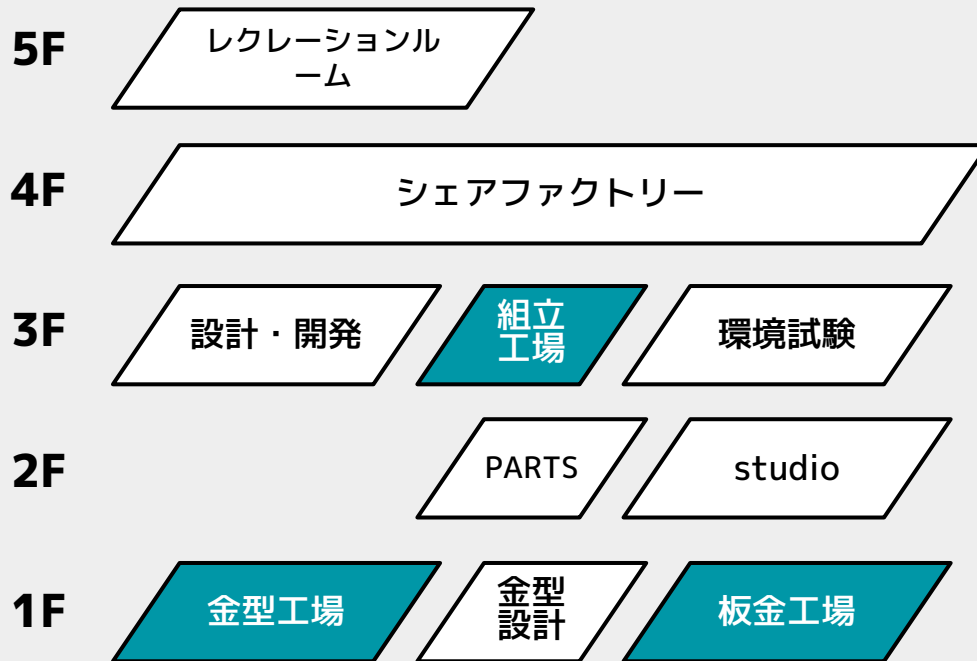 5F
レクレーションル
ーム
4F
シェアファクトリー
3F
設計・開発
組立
工場
環境試験
2F
PARTS
studio
1F
金型工場
金型
設計
板金工場